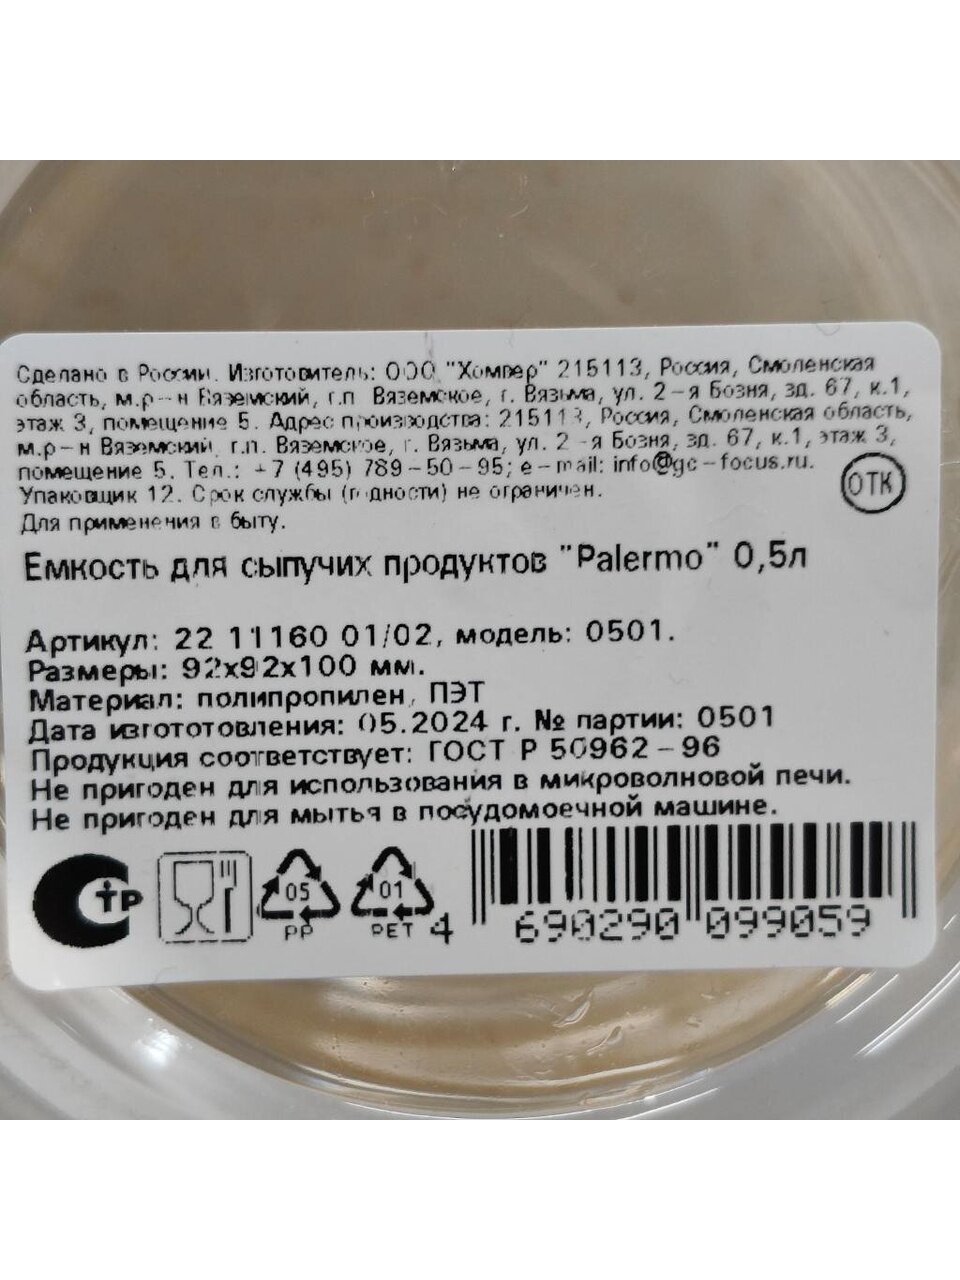 Сделано в России. Изготовитель: ООО "Хомпер" 215113, Россия, Смоленская
область, м.р-н Вяземский, г.п Вяземское, г. Вязьма, ул. 2-я Бозня, зд. 67, к.1,
этаж 3, помещение 5. Адрес производства: 215113, Россия, Смоленская область,
м.р-н Вяземский, г.п. Вяземское, г. Вязьма, ул. 2-я Бозня, зд. 67, к.1, этаж 3,
помещение 5. Тел.: +7 (495) 789-50-95; e-mail: info@gc-focus.ru.
Упаковщик 12. Срок службы (годности) не ограничен.
Для применения в быту.
ОТК
Емкость для сыпучих продуктов "Palermo" 0,5л
Артикул: 22 11160 01/02, модель: 0501.
Размеры: 92х92х100 мм.
Материал: полипропилен, ПЭТ
Дата изгототовления: 05.2024 г. № партии: 0501
Продукция соответствует: ГОСТ Р 50962-96
Не пригоден для использования в микроволновой печи.
Не пригоден для мытья в посудомоечной машине.
СТР
05
PP
01
PET
4 690290 099059